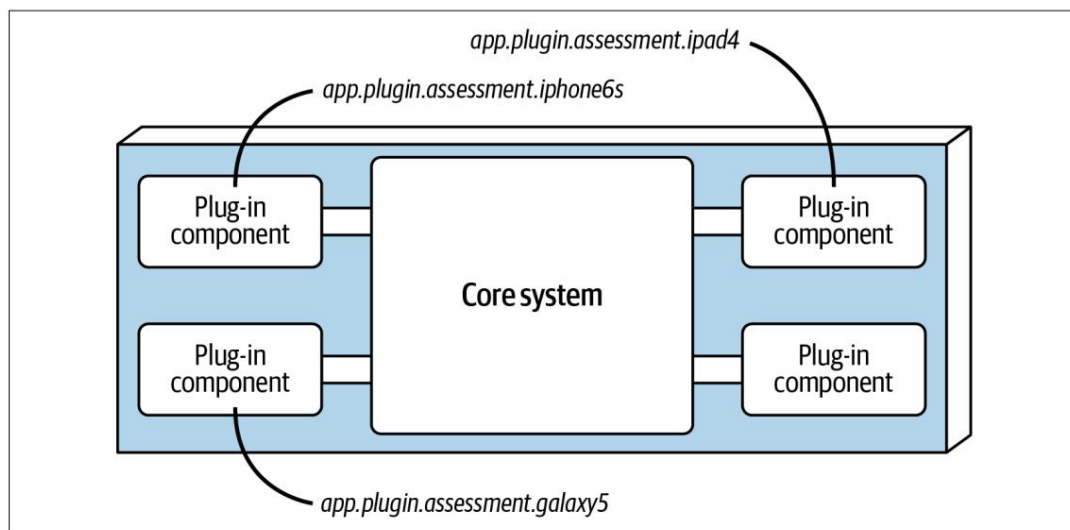 app.plugin.assessment.ipad4
app.plugin.assessment.iphone6s
Plug-in
component
Plug-in
component
Core system
Plug-in
component
Plug-in
component
app.plugin.assessment.galaxy5